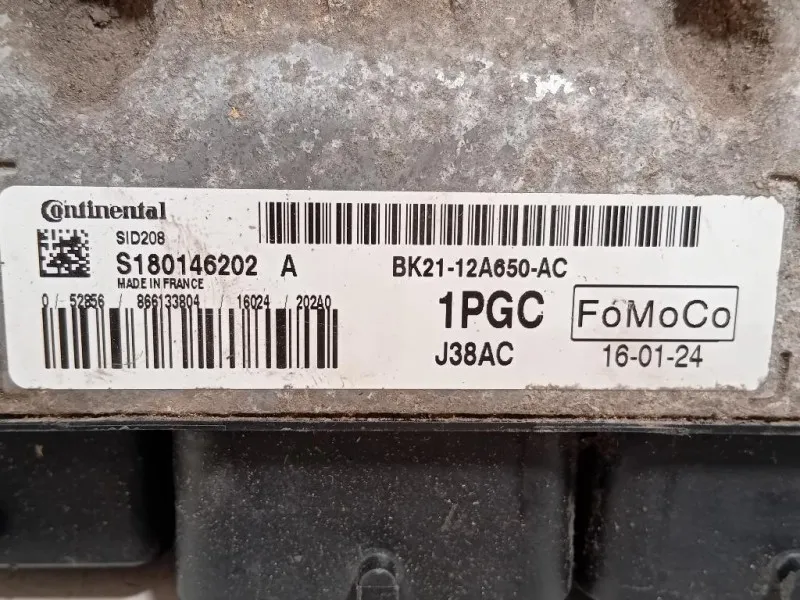 Continental
SID208
S180146202 A
MADE IN FRANCE
0 / 52856 / 866133804 / 16024 / 202A0
BK21-12A650-AC
1PGC
FoMoCo
J38AC
16-01-24